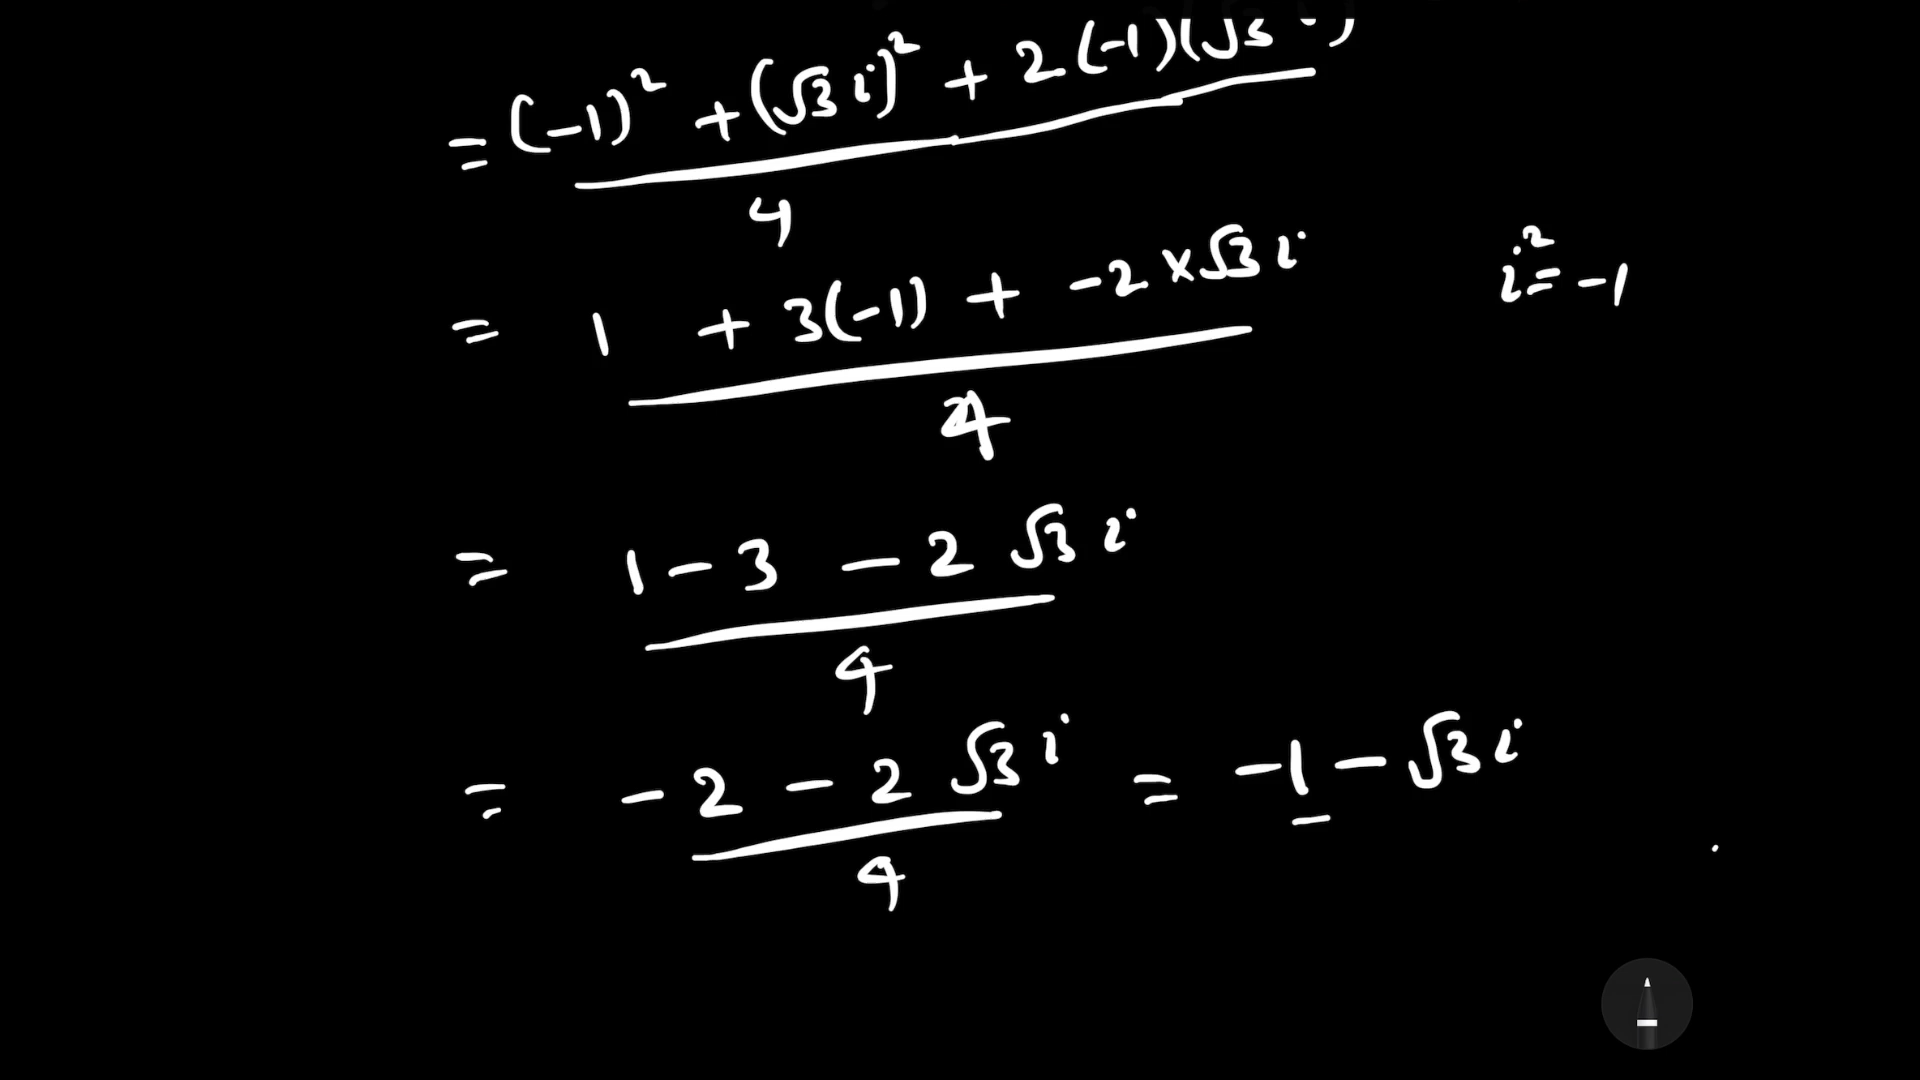 = (-1)² + (√3 i)² + 2(-1)(√3 i)
4
= 1 + 3(-1) + -2 × √3 i
i² = -1
4
= 1 - 3 - 2 √3 i
4
= -2 - 2 √3 i = -1 - √3 i
4